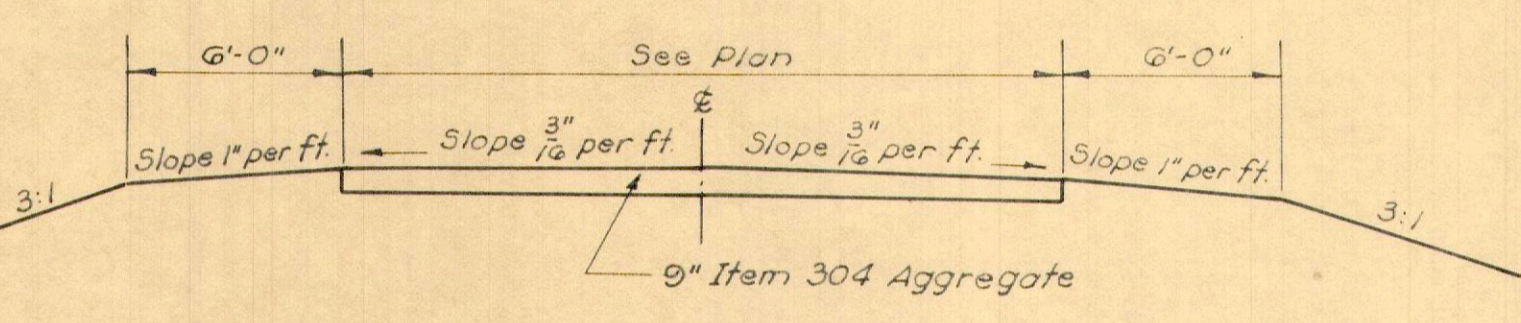 6'-0"
See Plan
6'-0"
℄
Slope 1" per ft.
Slope 3/16" per ft.
Slope 3/16" per ft.
Slope 1" per ft.
3:1
3:1
9" Item 304 Aggregate